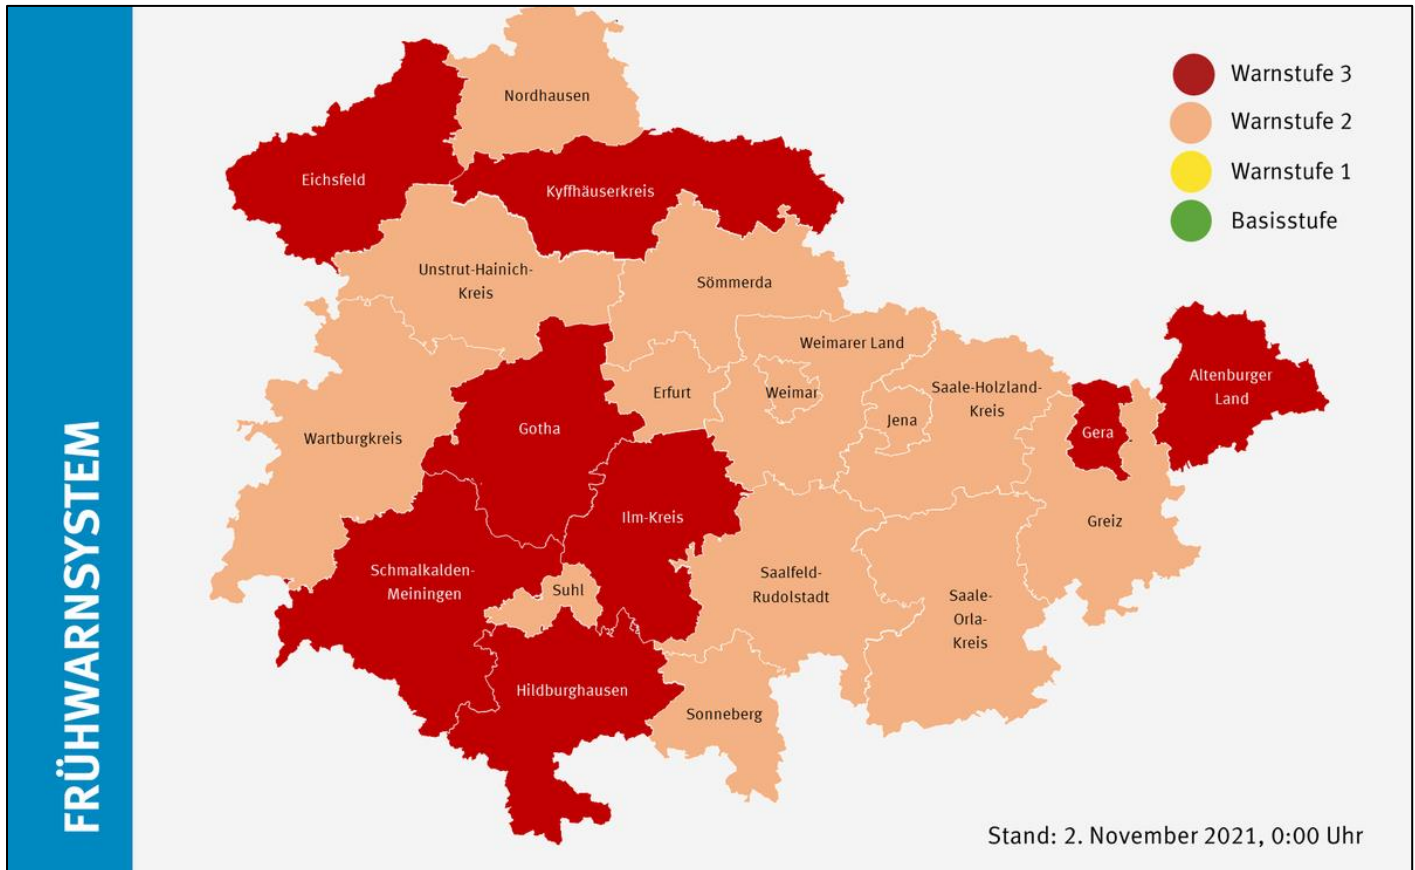 FRÜHWARNSYSTEM
Warnstufe 3
Warnstufe 2
Warnstufe 1
Basisstufe
Nordhausen
Eichsfeld
Kyffhäuserkreis
Unstrut-Hainich-
Kreis
Sömmerda
Weimarer Land
Wartburgkreis
Gotha
Erfurt
Weimar
Jena
Saale-Holzland-
Kreis
Gera
Altenburger
Land
Ilm-Kreis
Greiz
Schmalkalden-
Meiningen
Suhl
Saalfeld-
Rudolstadt
Saale-
Orla-
Kreis
Hildburghausen
Sonneberg
Stand: 2. November 2021, 0:00 Uhr